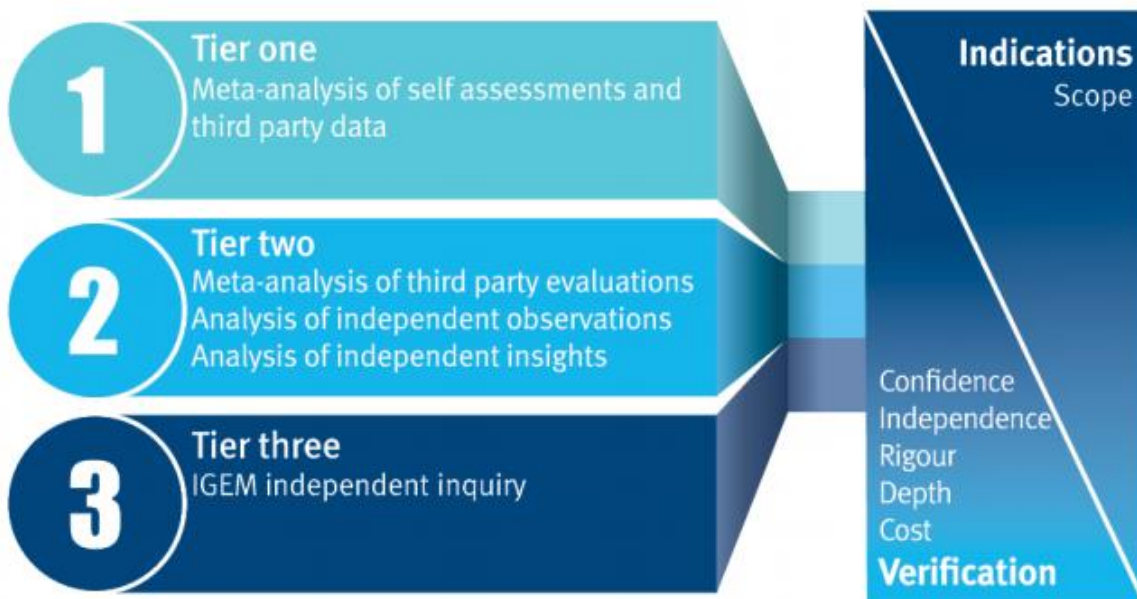 1
Tier one
Meta-analysis of self assessments and
third party data
2
Tier two
Meta-analysis of third party evaluations
Analysis of independent observations
Analysis of independent insights
3
Tier three
IGEM independent inquiry
Indications
Scope
Confidence
Independence
Rigour
Depth
Cost
Verification